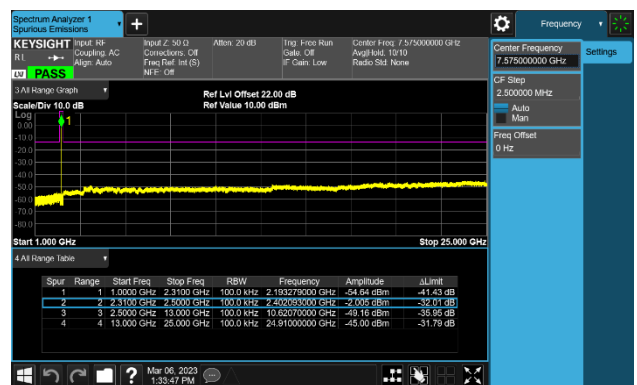 Spectrum Analyzer 1
Spurious Emissions
Frequency
KEYSIGHT
Input: RF
Coupling: AC
Align: Auto
Input Z: 50 Ω
Corrections: Off
Freq Ref: Int (S)
NFE: Off
Atten: 20 dB
Trig: Free Run
Gate: Off
IF Gain: Low
Center Freq: 7.575000000 GHz
Avg|Hold: 10/10
Radio Std: None
PASS
Center Frequency
7.575000000 GHz
Settings
CF Step
2.500000 MHz
Auto
Man
Freq Offset
0 Hz
3 All Range Graph
Scale/Div 10.0 dB
Ref Lvl Offset 22.00 dB
Ref Value 10.00 dBm
Log
1
0.00
-10.0
-20.0
-30.0
-40.0
-50.0
-60.0
-70.0
-80.0
Start 1.000 GHz
Stop 25.000 GHz
4 All Range Table
Spur Range Start Freq Stop Freq RBW Frequency Amplitude ΔLimit
1 1 1.0000 GHz 2.3100 GHz 100.0 kHz 2.193279000 GHz -54.64 dBm -41.43 dB
2 2 2.3100 GHz 2.5000 GHz 100.0 kHz 2.402093000 GHz -2.005 dBm -32.01 dB
3 3 2.5000 GHz 13.000 GHz 100.0 kHz 10.62070000 GHz -49.16 dBm -35.95 dB
4 4 13.000 GHz 25.000 GHz 100.0 kHz 24.91000000 GHz -45.00 dBm -31.79 dB
Mar 06, 2023
1:33:47 PM